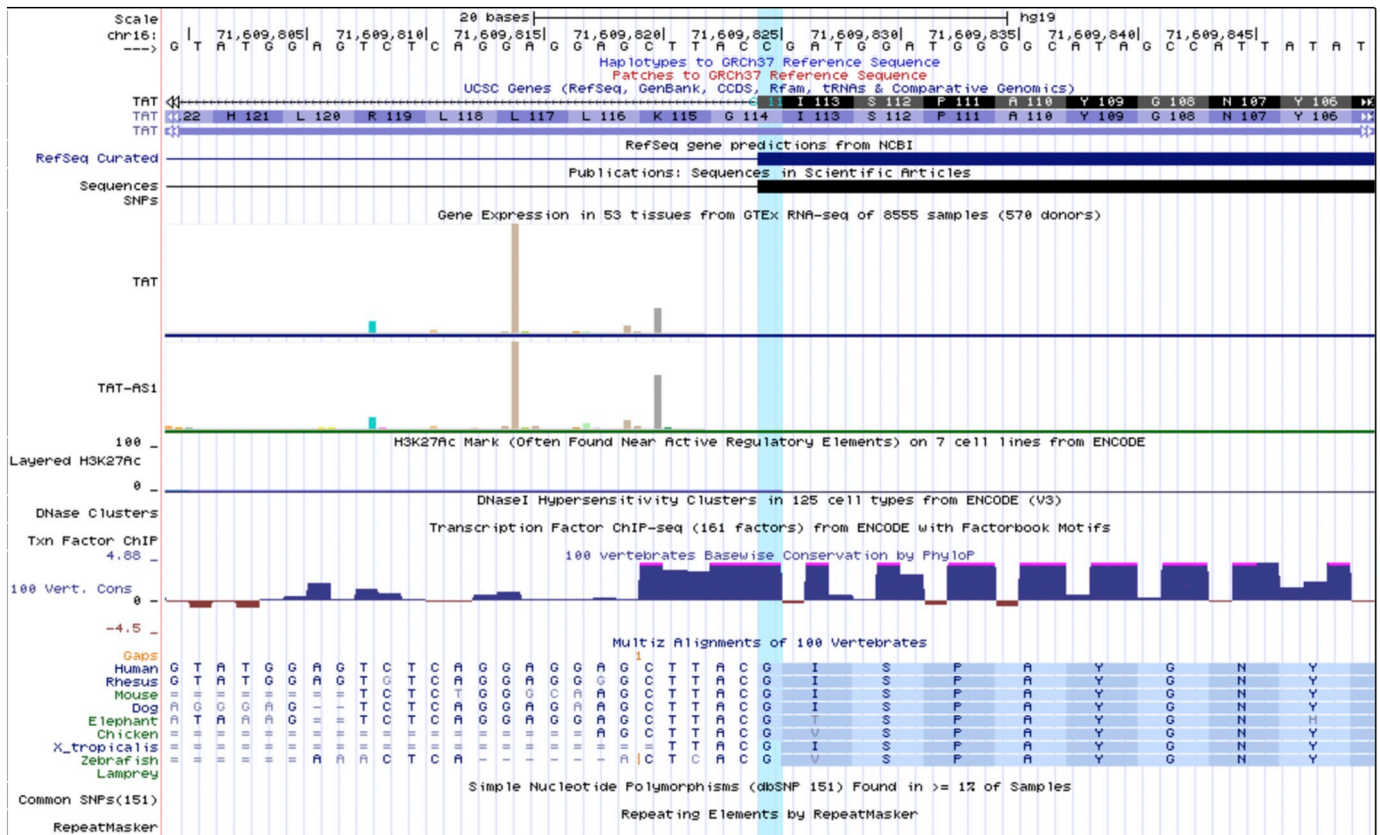 Scale 20 bases hg19
chr16: 71,609,805 71,609,810 71,609,815 71,609,820 71,609,825 71,609,830 71,609,835 71,609,840 71,609,845
---> G T A T G G A G T C T C A G G A G G A G C T T A C C G A T G G G A T G G G G C A T A G C C A T T A T A T
Haplotypes to GRCh37 Reference Sequence
Patches to GRCh37 Reference Sequence
UCSC Genes (RefSeq, GenBank, CCDS, Rfam, tRNAs & Comparative Genomics)
TAT G 11 I 113 S 112 P 111 A 110 Y 109 G 108 N 107 Y 106
TAT .22 H 121 L 120 R 119 L 118 L 117 L 116 K 115 G 114 I 113 S 112 P 111 A 110 Y 109 G 108 N 107 Y 106
TAT
RefSeq gene predictions from NCBI
RefSeq Curated
Publications: Sequences in Scientific Articles
Sequences
SNPs
Gene Expression in 53 tissues from GTEx RNA-seq of 8555 samples (570 donors)
TAT
TAT-AS1
H3K27Ac Mark (Often Found Near Active Regulatory Elements) on 7 cell lines from ENCODE
100 _
Layered H3K27Ac
0 _
DNaseI Hypersensitivity Clusters in 125 cell types from ENCODE (V3)
DNase Clusters
Transcription Factor ChIP-seq (161 factors) from ENCODE with Factorbook Motifs
Txn Factor ChIP
4.88 _
100 vertebrates Basewise Conservation by PhyloP
100 Vert. Cons
0 -
-4.5 _
Multiz Alignments of 100 Vertebrates
Gaps 1
Human G T A T G G A G T C T C A G G A G G A G C T T A C G I S P A Y G N Y
Rhesus G T A T G G A G T G T C A G G A G G G G C T T A C G I S P A Y G N Y
Mouse = = = = = = = = T C T C T G G G C A A G C T T A C G I S P A Y G N Y
Dog A G G G A G - - T C T C A G G A G A A G C T T A C G I S P A Y G N Y
Elephant A T A A A G = = T C T C A G G A G G A G C T T A C G T S P A Y G N H
Chicken = = = = = = = = = = = = = = = = = = A G C T T A C G V S P A Y G N Y
X_tropicalis = = = = = = = = = = = = = = = = = = = = = T T A C G I S P A Y G N Y
Zebrafish = = = = = = A A A C T C A - - - - - - A C T C A C G V S P A Y G N Y
Lamprey
Simple Nucleotide Polymorphisms (dbSNP 151) Found in >= 1% of Samples
Common SNPs(151)
Repeating Elements by RepeatMasker
RepeatMasker